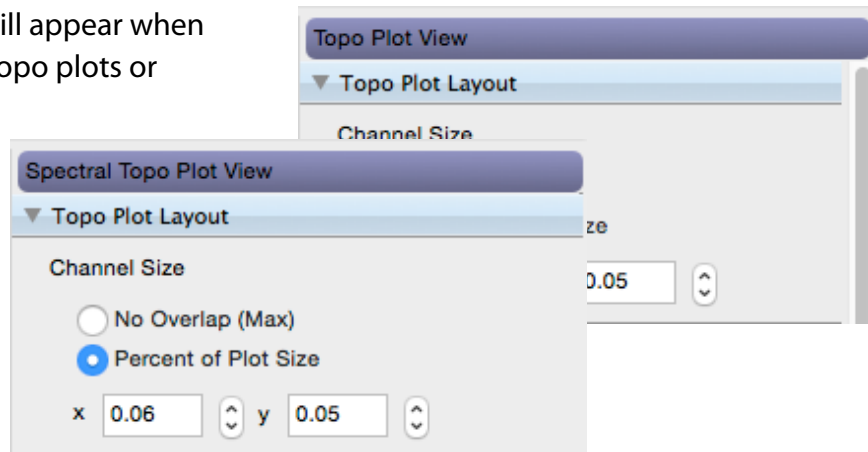 ill appear when
opo plots or
Topo Plot View
Topo Plot Layout
Channel Size
ze
0.05
Spectral Topo Plot View
Topo Plot Layout
Channel Size
No Overlap (Max)
Percent of Plot Size
x 0.06 y 0.05